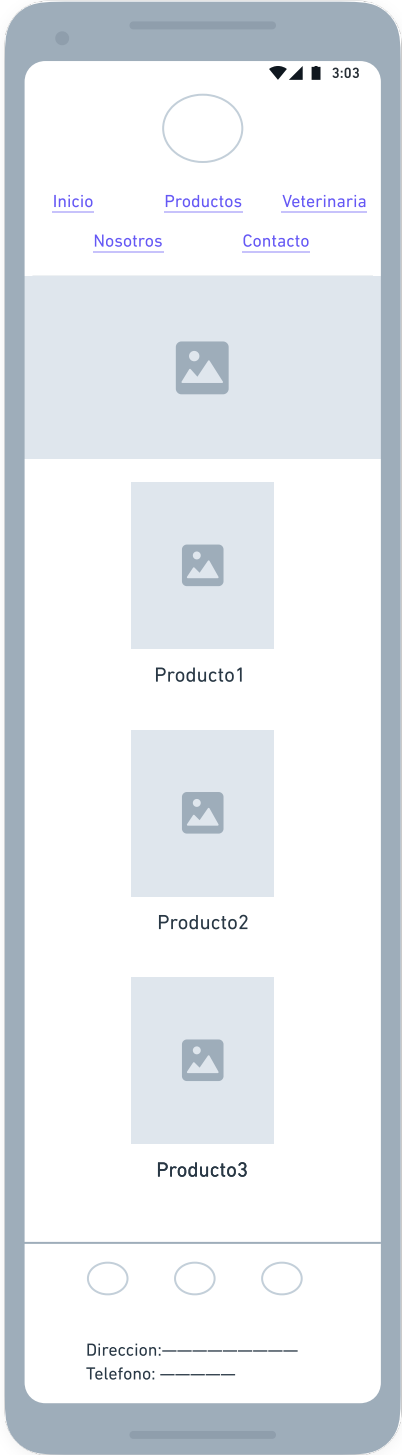 3:03
Inicio Productos Veterinaria
Nosotros Contacto
Producto1
Producto2
Producto3
Direccion:—————————
Telefono: —————